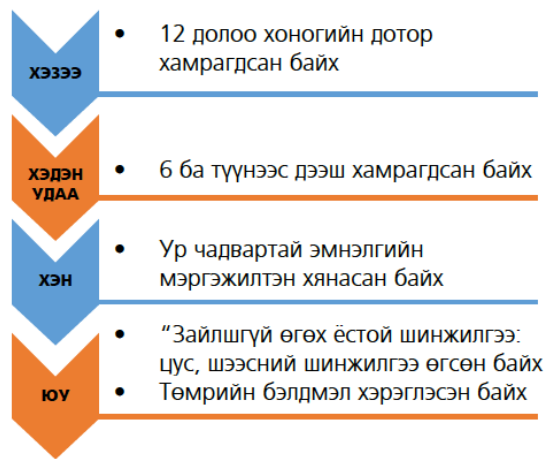 ХЭЗЭЭ
• 12 долоо хоногийн дотор
хамрагдсан байх
ХЭДЭН
УДАА
• 6 ба түүнээс дээш хамрагдсан байх
ХЭН
• Ур чадвартай эмнэлгийн
мэргэжилтэн хянасан байх
ЮУ
• “Зайлшгүй өгөх ёстой шинжилгээ:
цус, шээсний шинжилгээ өгсөн байх
• Төмрийн бэлдмэл хэрэглэсэн байх